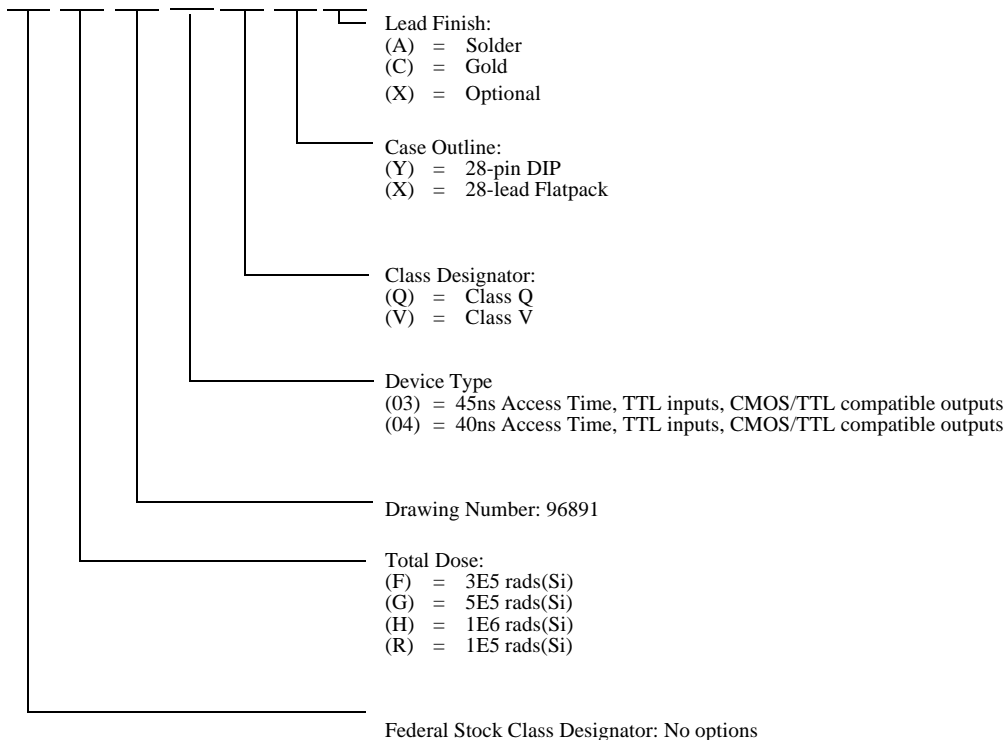 Lead Finish:
(A) = Solder
(C) = Gold
(X) = Optional
Case Outline:
(Y) = 28-pin DIP
(X) = 28-lead Flatpack
Class Designator:
(Q) = Class Q
(V) = Class V
Device Type
(03) = 45ns Access Time, TTL inputs, CMOS/TTL compatible outputs
(04) = 40ns Access Time, TTL inputs, CMOS/TTL compatible outputs
Drawing Number: 96891
Total Dose:
(F) = 3E5 rads(Si)
(G) = 5E5 rads(Si)
(H) = 1E6 rads(Si)
(R) = 1E5 rads(Si)
Federal Stock Class Designator: No options